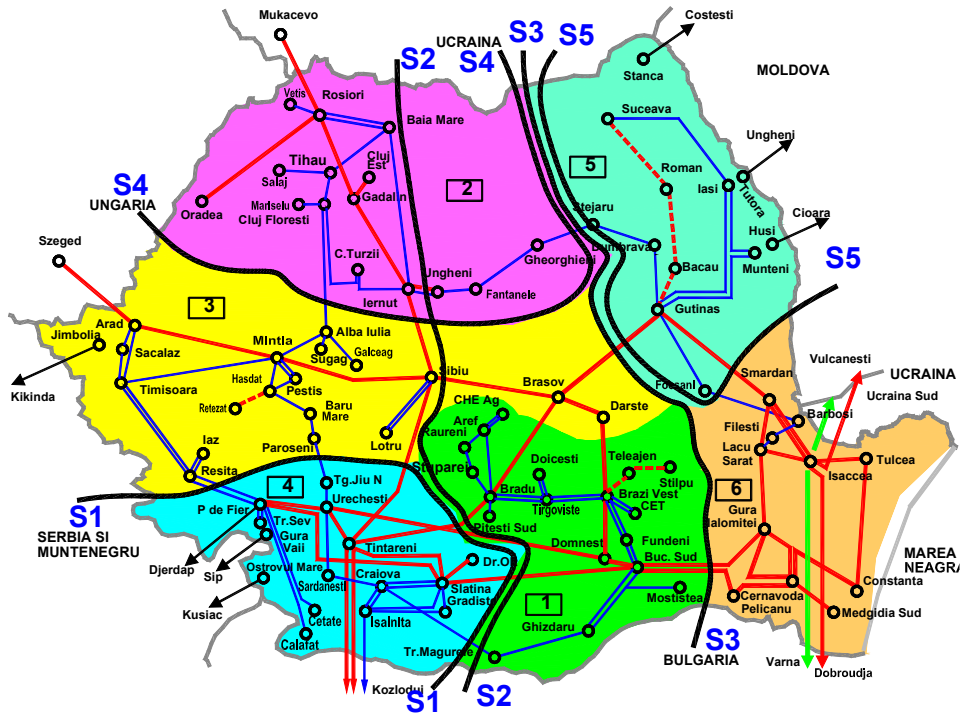 Mukacevo
Costesti
S2
UCRAINA
S3
S4
S5
MOLDOVA
Stanca
Vetis
Rosiori
Baia Mare
Suceava
Ungheni
Tihau
Cluj
Est
Salaj
Gadalin
2
5
Roman
Iasi
Tutora
S4
UNGARIA
Oradea
Mariselu
Cluj Floresti
Stejaru
Dumbrava
Husi
Cioara
Szeged
C.Turzii
Ungheni
Gheorghieni
Bacau
Munteni
S5
Iernut
Fantanele
Gutinas
3
Arad
Jimbolia
MIntIa
Alba Iulia
Sacalaz
Sugag
Galceag
Vulcanesti
UCRAINA
Ucraina Sud
Kikinda
Timisoara
Hasdat
Pestis
Sibiu
Brasov
FocsanI
Smardan
Retezat
Baru
Mare
CHE Ag
Darste
Filesti
Barbosi
Iaz
Paroseni
Lotru
Aref
Raureni
Lacu
Sarat
Tulcea
Resita
Stuparei
Doicesti
Teleajen
Stilpu
Isaccea
4
Tg.Jiu N
Bradu
Brazi Vest
6
S1
SERBIA SI
MUNTENEGRU
P de Fier
Urechesti
Tirgoviste
CET
Gura
Ialomitei
Tr.Sev
Gura
Vaii
Pitesti Sud
Fundeni
Djerdap
Sip
Tintareni
Domnest
Buc. Sud
MAREA
NEAGRA
Ostrovul Mare
Sardanesti
Craiova
Dr.Olt
Slatina
Gradiste
Constanta
Kusiac
Cetate
IsalnIta
1
Mostistea
Cernavoda
Pelicanu
Medgidia Sud
Calafat
Ghizdaru
Tr.Magurele
S3
BULGARIA
Varna
Dobroudja
Kozlodui
S1
S2